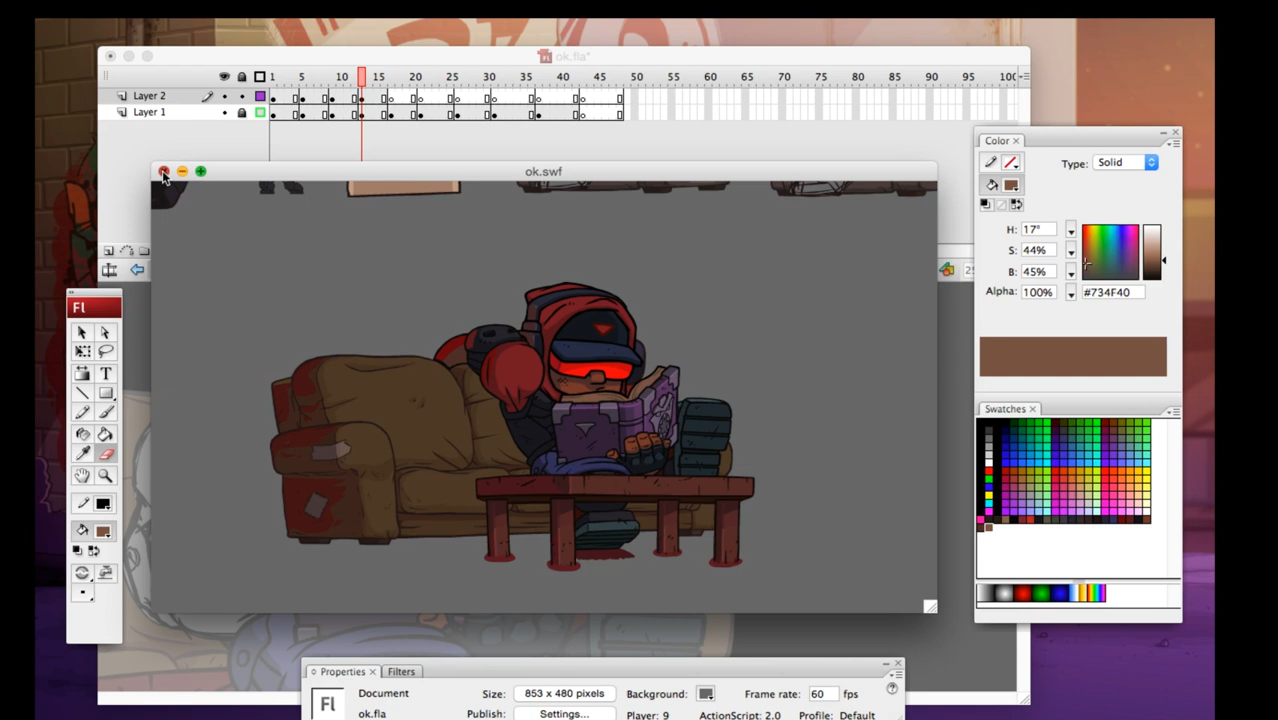 ok.fla*
1 5 10 15 20 25 30 35 40 45 50 55 60 65 70 75 80 85 90 95 100
Layer 2
Layer 1
Color
Type: Solid
ok.swf
H: 17°
S: 44%
B: 45%
Alpha: 100% #734F40
Fl
T
Swatches
Properties Filters
Fl
Document
Size: 853 x 480 pixels
Background:
Frame rate: 60 fps
ok.fla
Publish: Settings...
Player: 9
ActionScript: 2.0
Profile: Default